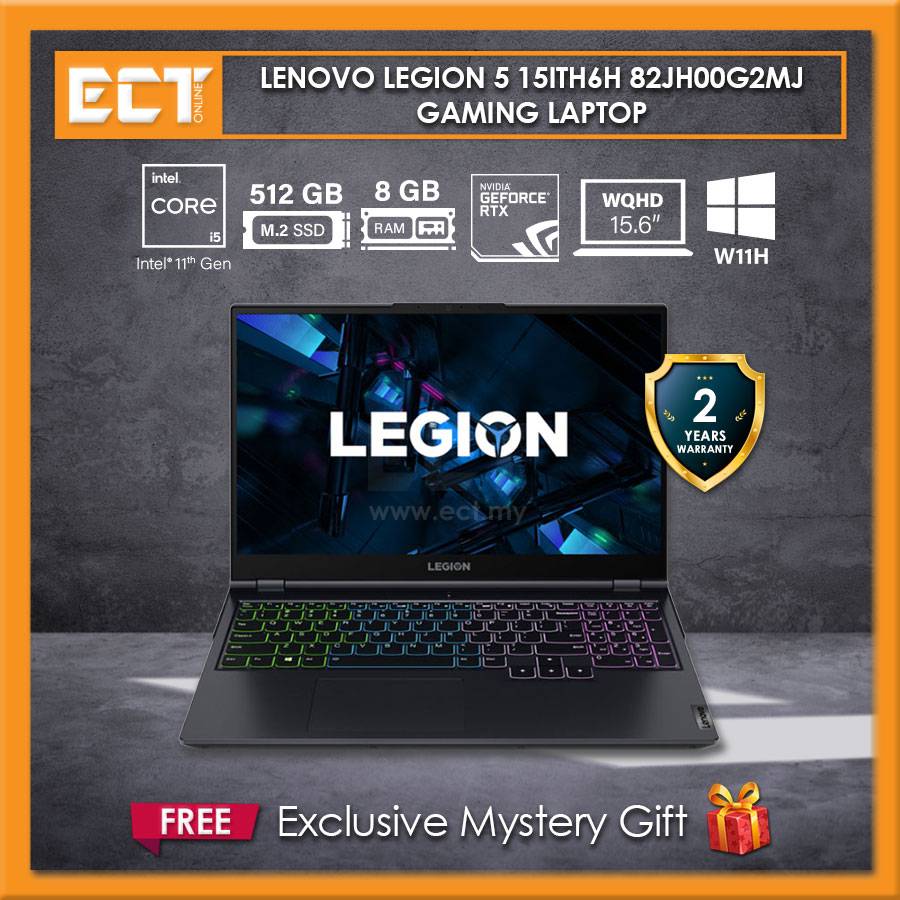 ECT
ONLINE
LENOVO LEGION 5 15ITH6H 82JH00G2MJ
GAMING LAPTOP
intel.
CORE
i5
Intel® 11th Gen
512 GB
M.2 SSD
8 GB
RAM
NVIDIA
GEFORCE®
RTX
WQHD
15.6"
W11H
LEGION
www.ect.my
LEGION
2
YEARS
WARRANTY
Lenovo
FREE
Exclusive Mystery Gift